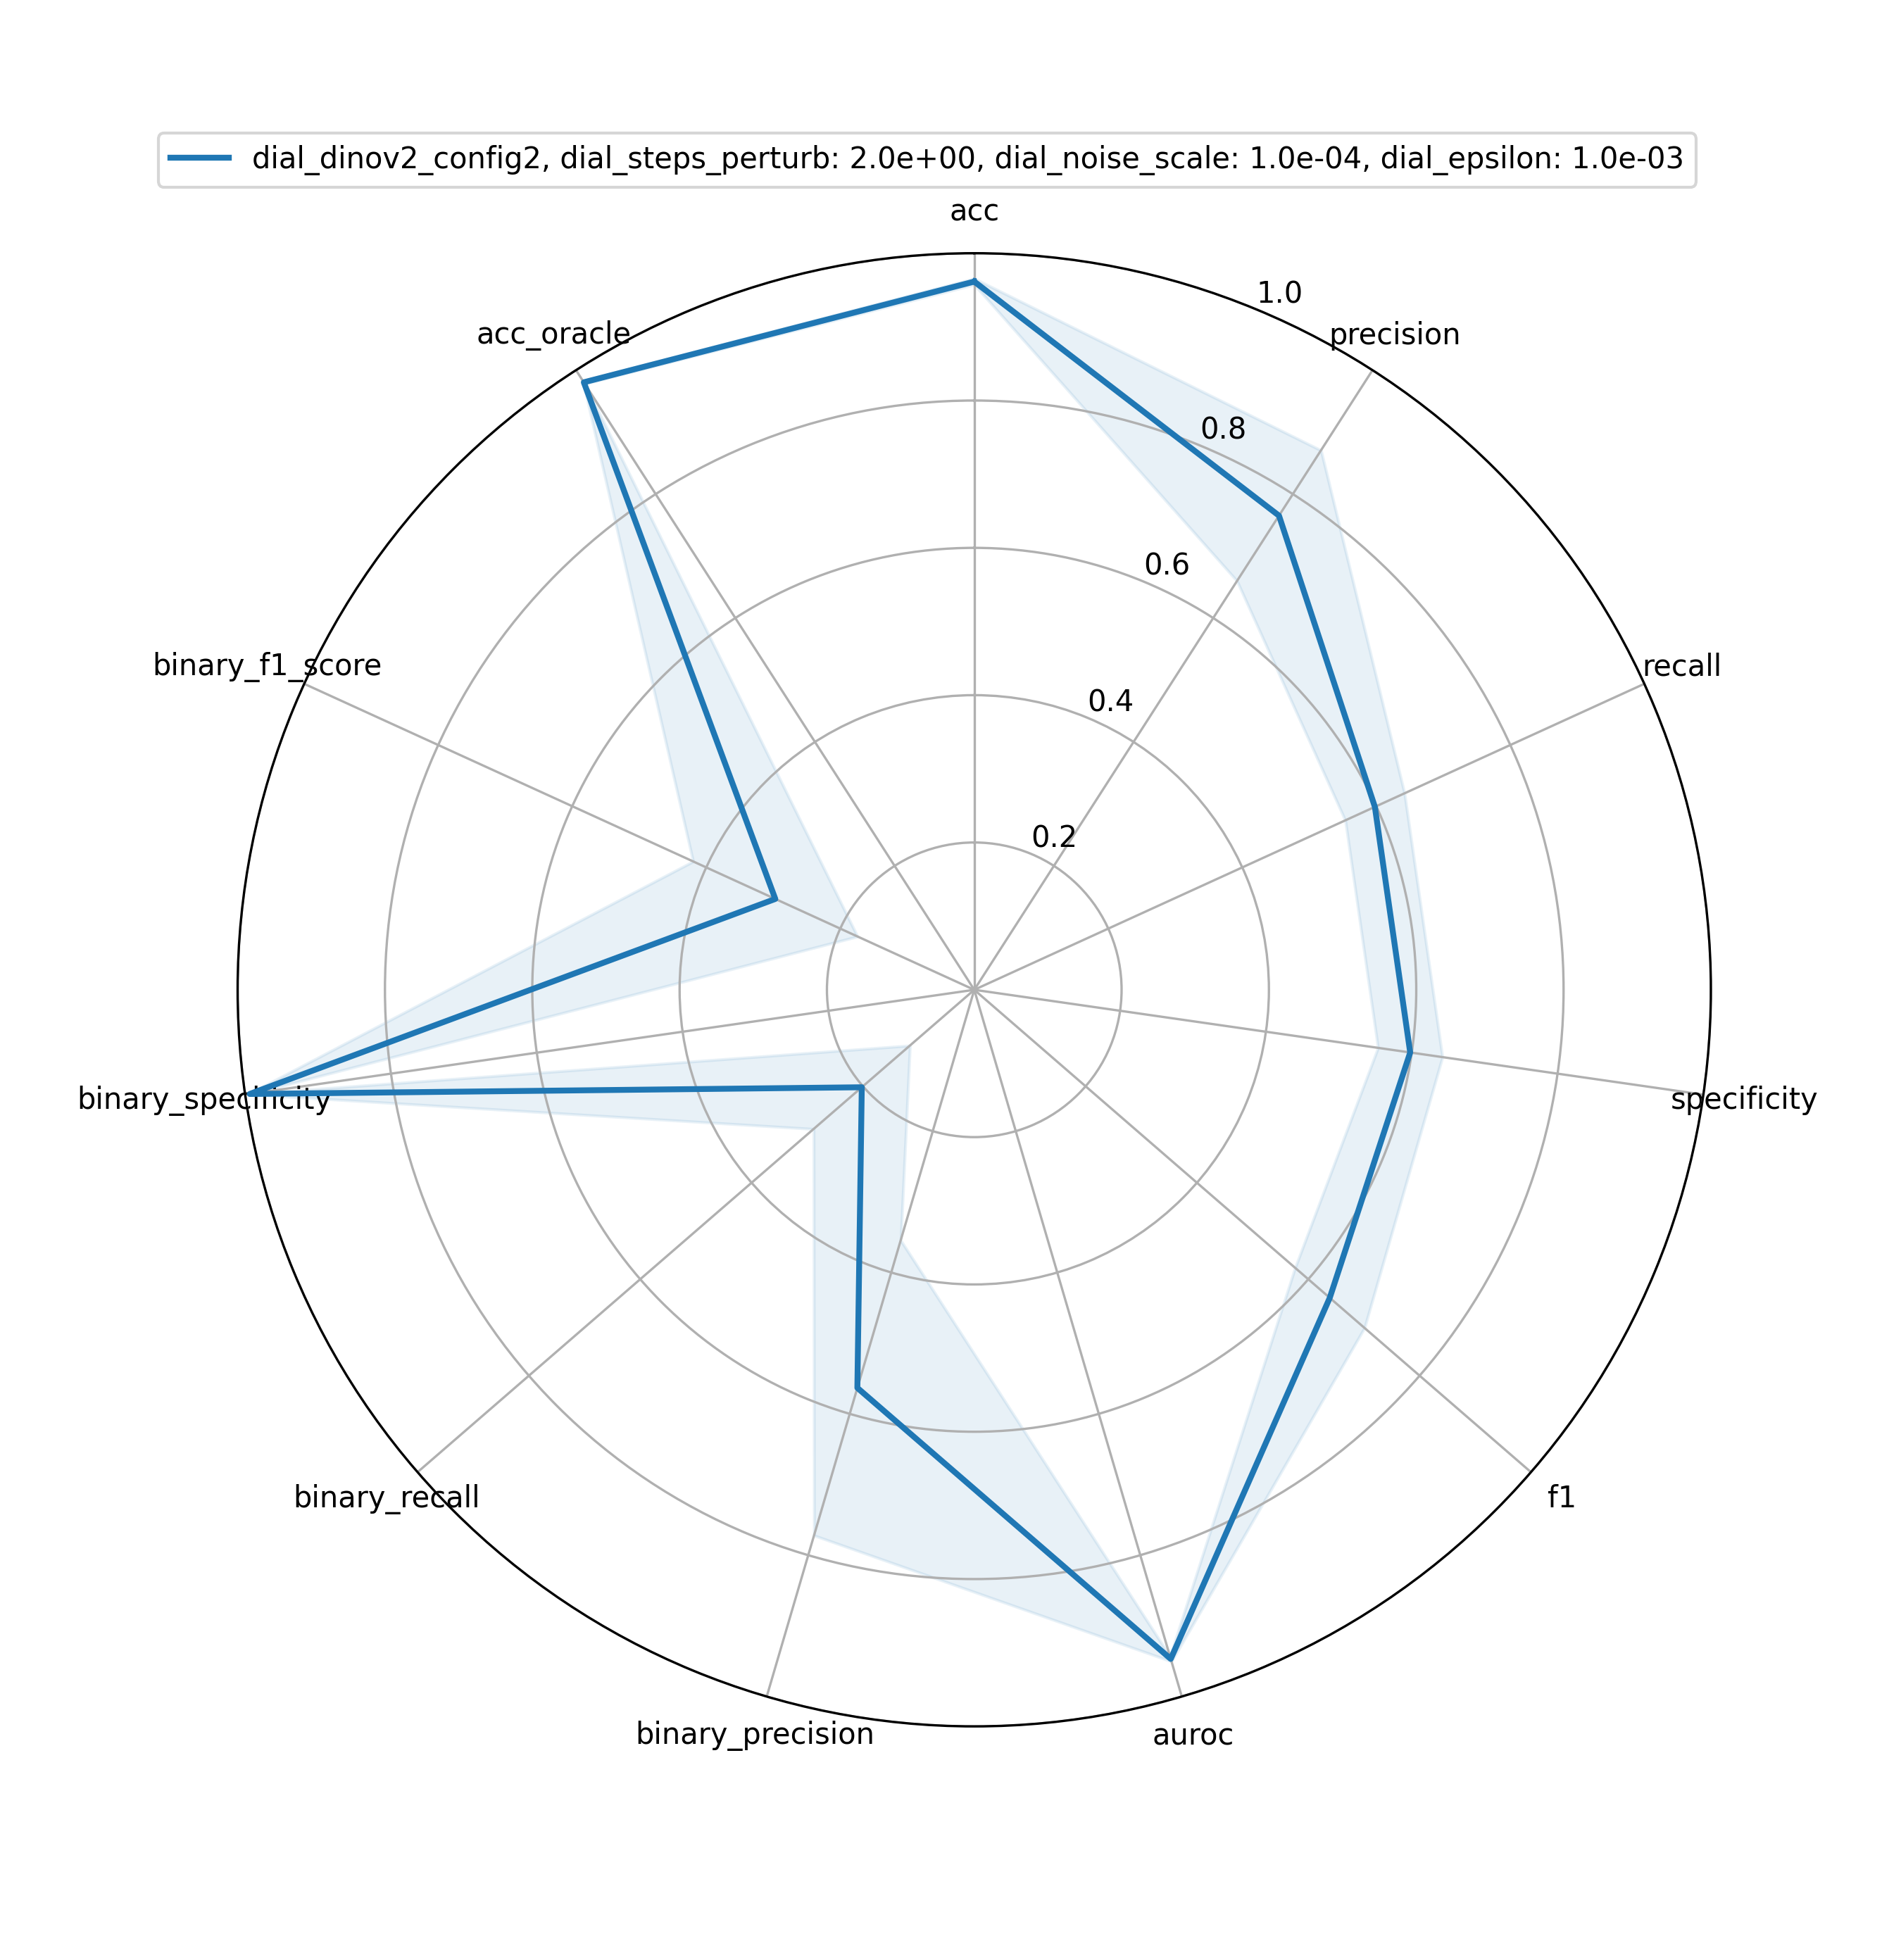 dial_dinov2_config2, dial_steps_perturb: 2.0e+00, dial_noise_scale: 1.0e-04, dial_epsilon: 1.0e-03
acc
1.0
acc_oracle
precision
0.8
0.6
binary_f1_score
recall
0.4
0.2
binary_specificity
specificity
binary_recall
f1
binary_precision
auroc